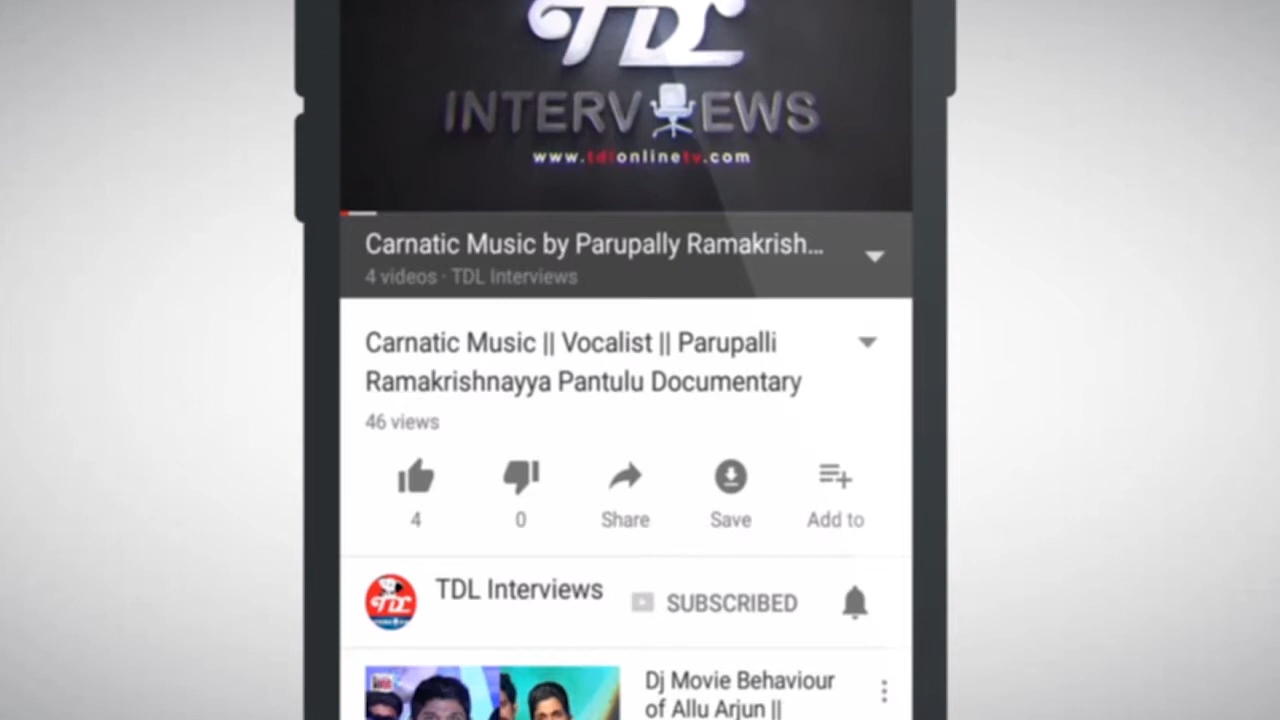 TDL
INTERVIEWS
www.tdlonlinetv.com
Carnatic Music by Parupally Ramakrish...
4 videos · TDL Interviews
Carnatic Music || Vocalist || Parupalli
Ramakrishnayya Pantulu Documentary
46 views
4
0
Share
Save
Add to
TDL
TDL Interviews
SUBSCRIBED
Dj Movie Behaviour
of Allu Arjun ||